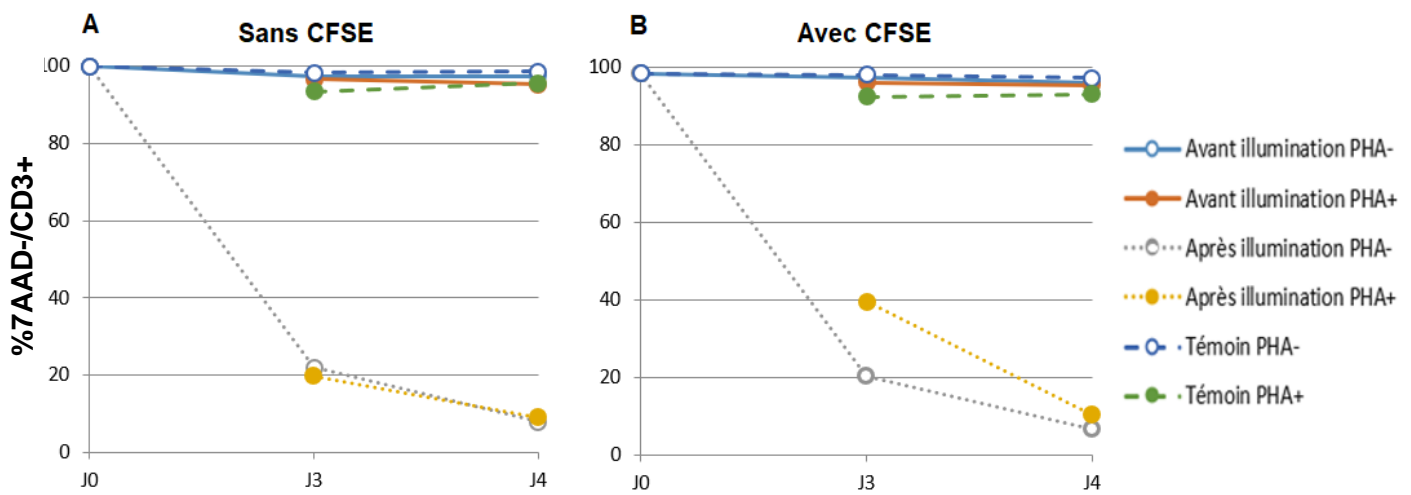 A
Sans CFSE
B
Avec CFSE
%7AAD-/CD3+
100
80
60
40
20
0
J0
J3
J4
100
80
60
40
20
0
J0
J3
J4
Avant illumination PHA-
Avant illumination PHA+
Après illumination PHA-
Après illumination PHA+
Témoin PHA-
Témoin PHA+